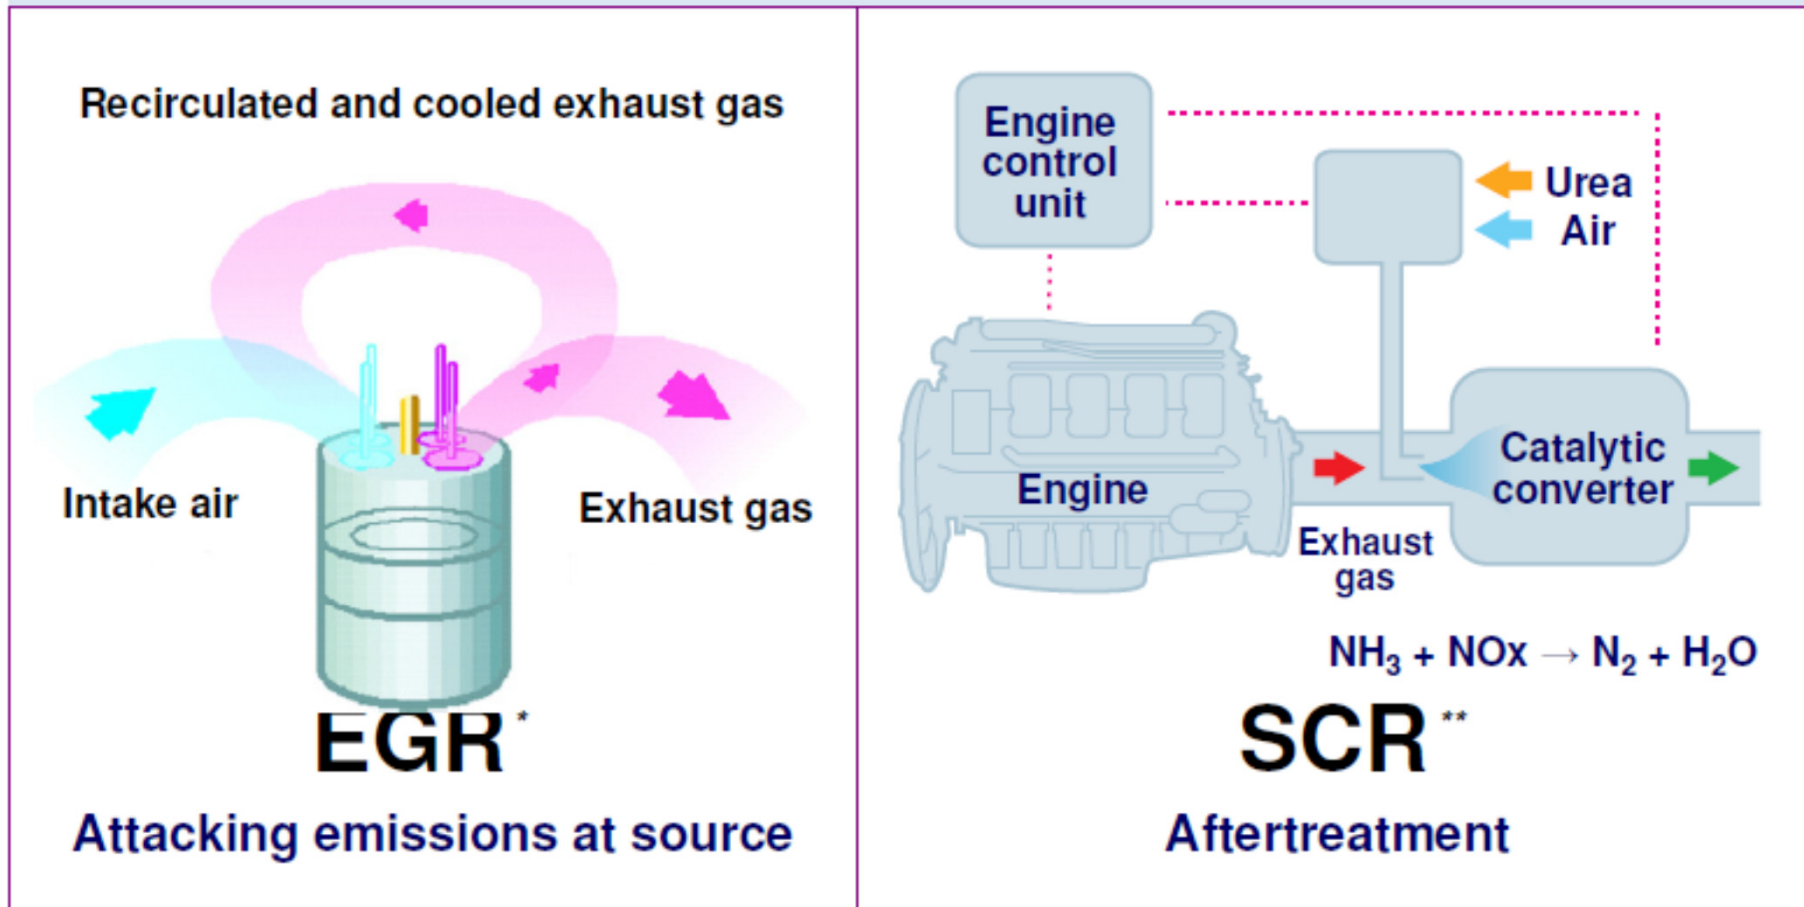 Recirculated and cooled exhaust gas
Intake air
Exhaust gas
EGR*
Attacking emissions at source
Engine
control
unit
Urea
Air
Engine
Exhaust
gas
Catalytic
converter
NH₃ + NOx → N₂ + H₂O
SCR**
Aftertreatment